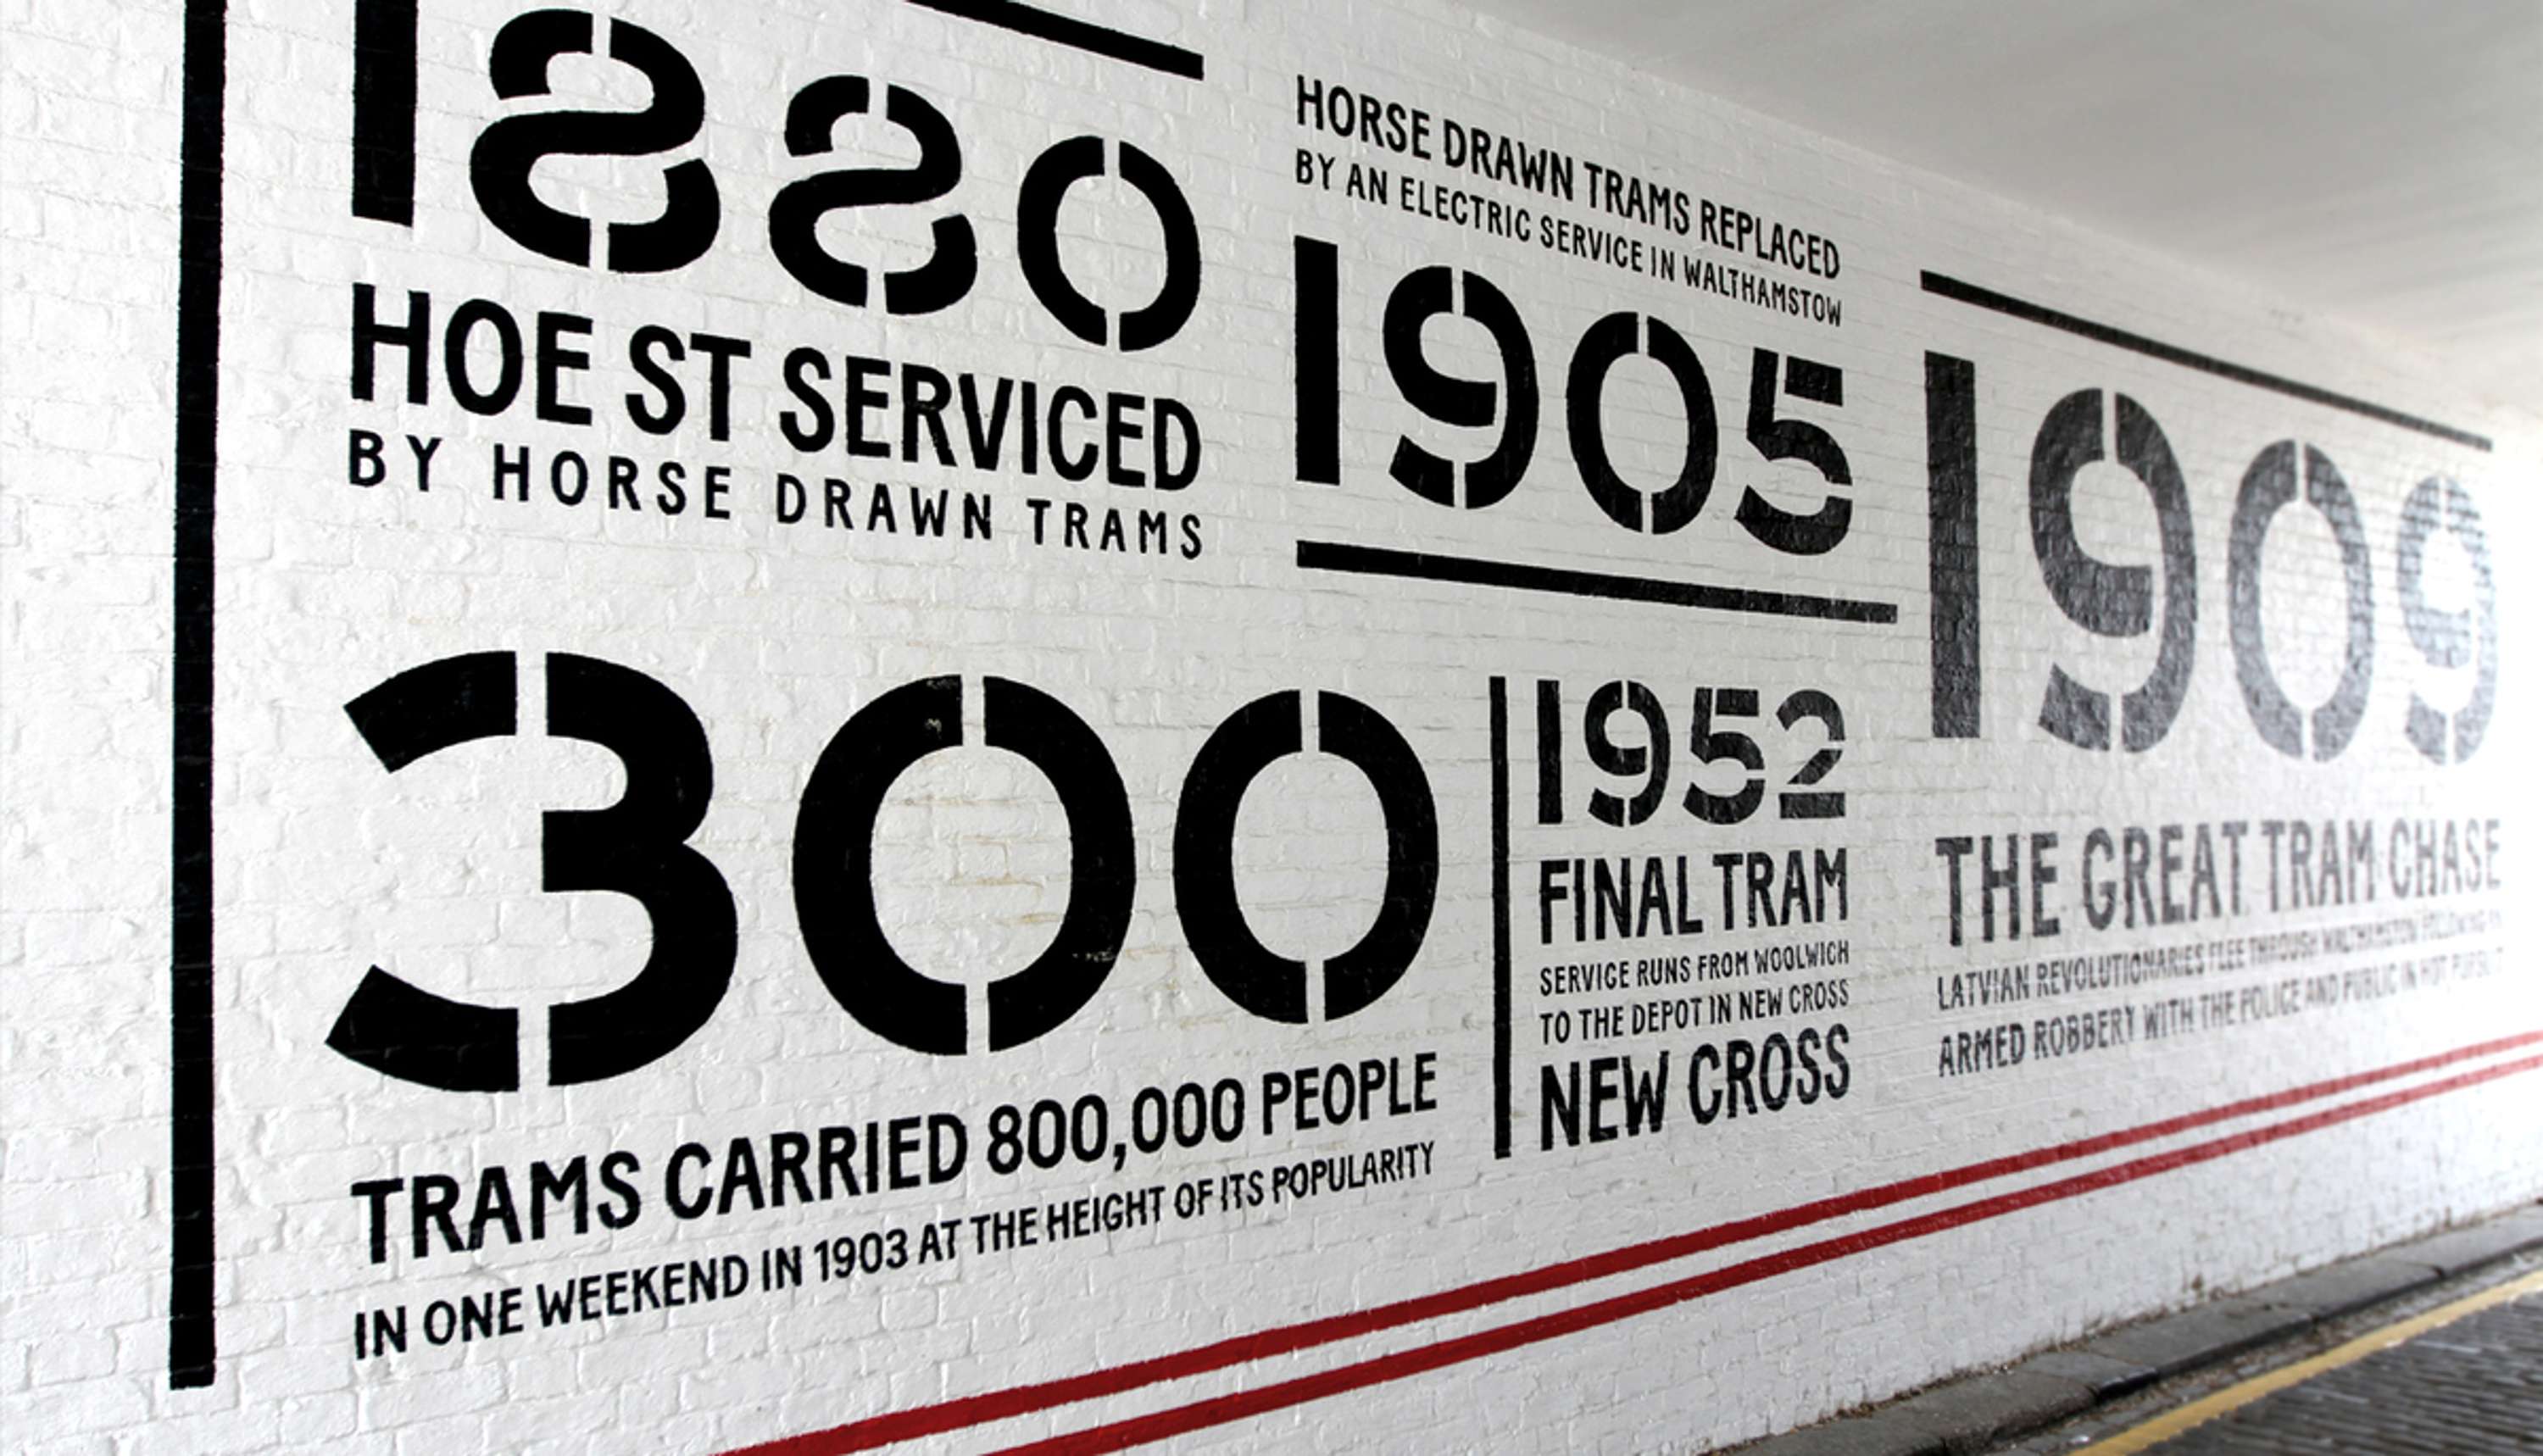 1880
HOE ST SERVICED
BY HORSE DRAWN TRAMS
HORSE DRAWN TRAMS REPLACED
BY AN ELECTRIC SERVICE IN WALTHAMSTOW
1905
300
TRAMS CARRIED 800,000 PEOPLE
IN ONE WEEKEND IN 1903 AT THE HEIGHT OF ITS POPULARITY
1952
FINAL TRAM
SERVICE RUNS FROM WOOLWICH
TO THE DEPOT IN NEW CROSS
NEW CROSS
1909
THE GREAT TRAM CHASE
LATVIAN REVOLUTIONARIES FLEE THROUGH WALTHAMSTOW FOLLOWING AN
ARMED ROBBERY WITH THE POLICE AND PUBLIC IN HOT PURSUIT